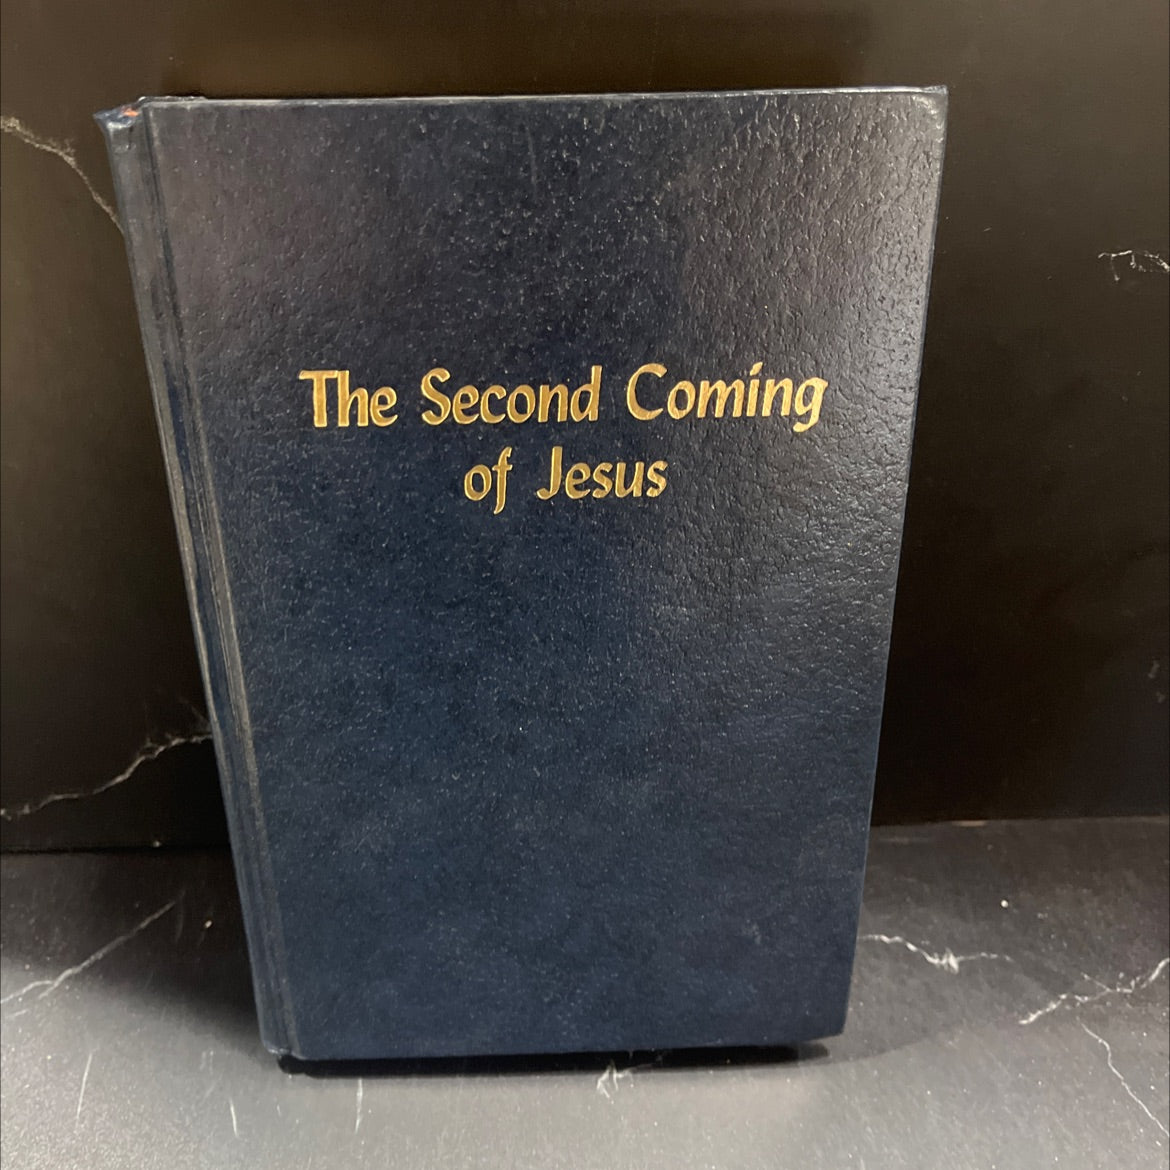 The Second Coming
of Jesus